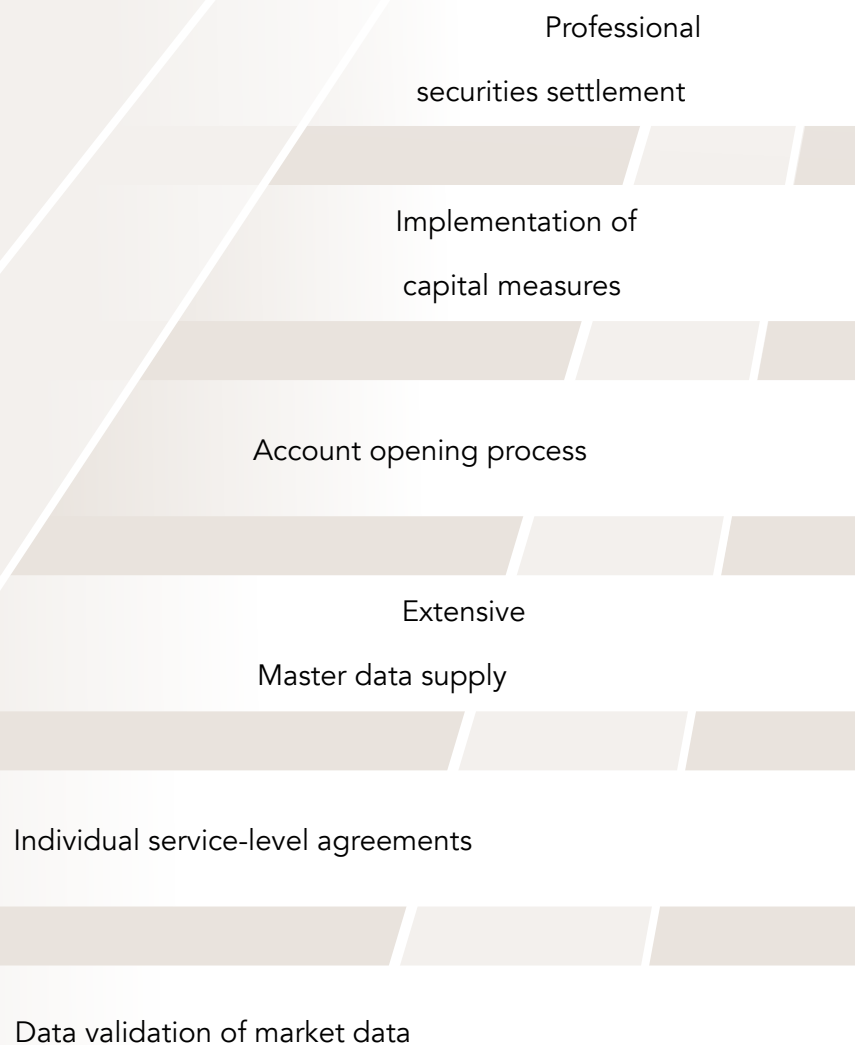 Professional
securities settlement
Implementation of
capital measures
Account opening process
Extensive
Master data supply
Individual service-level agreements
Data validation of market data